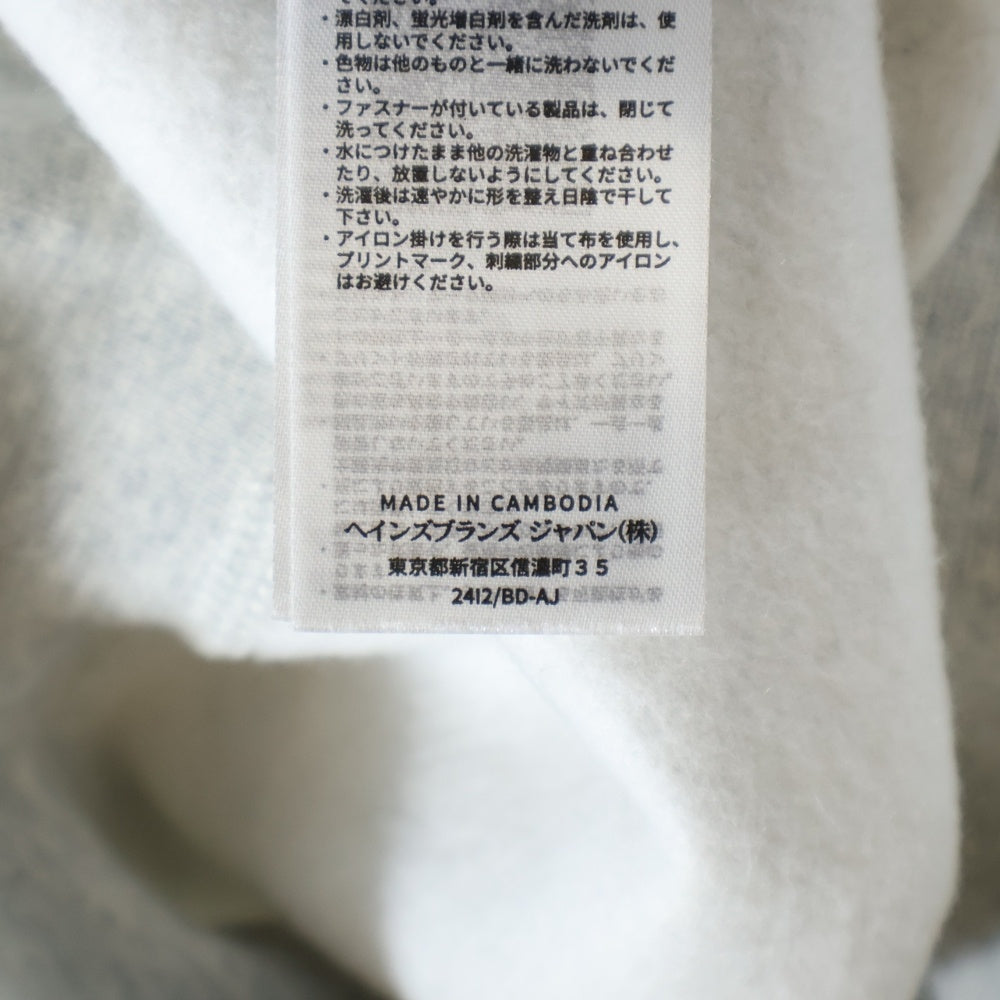 てください。
・漂白剤、蛍光増白剤を含んだ洗剤は、使
用しないでください。
・色物は他のものと一緒に洗わないでくだ
さい。
・ファスナーが付いている製品は、閉じて
洗ってください。
・水につけたまま他の洗濯物と重ね合わせ
たり、放置しないようにしてください。
・洗濯後は速やかに形を整え日陰で干して
下さい。
・アイロン掛けを行う際は当て布を使用し、
プリントマーク、刺繍部分へのアイロン
はお避けください。
MADE IN CAMBODIA
ヘインズブランズ ジャパン(株)
東京都新宿区信濃町３５
2412/BD-AJ